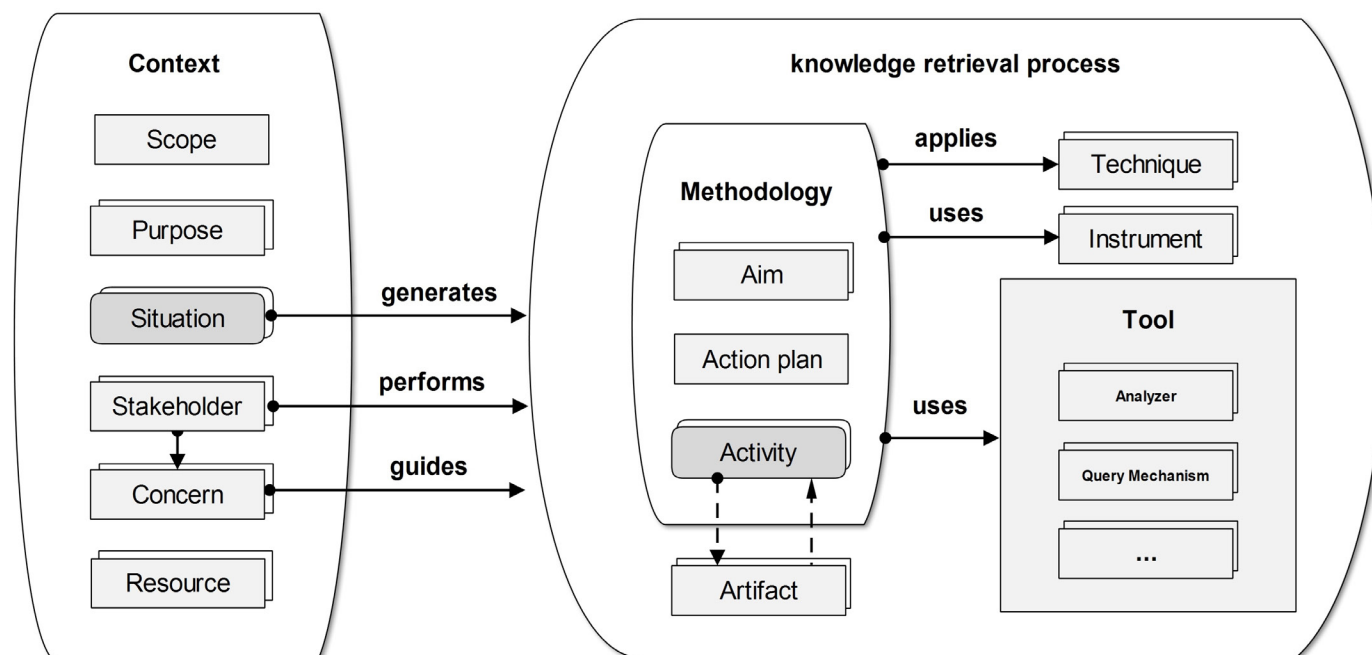 Context
Scope
Purpose
Situation
Stakeholder
Concern
Resource
generates
performs
guides
knowledge retrieval process
Methodology
Aim
Action plan
Activity
Artifact
applies
uses
uses
Technique
Instrument
Tool
Analyzer
Query Mechanism
...